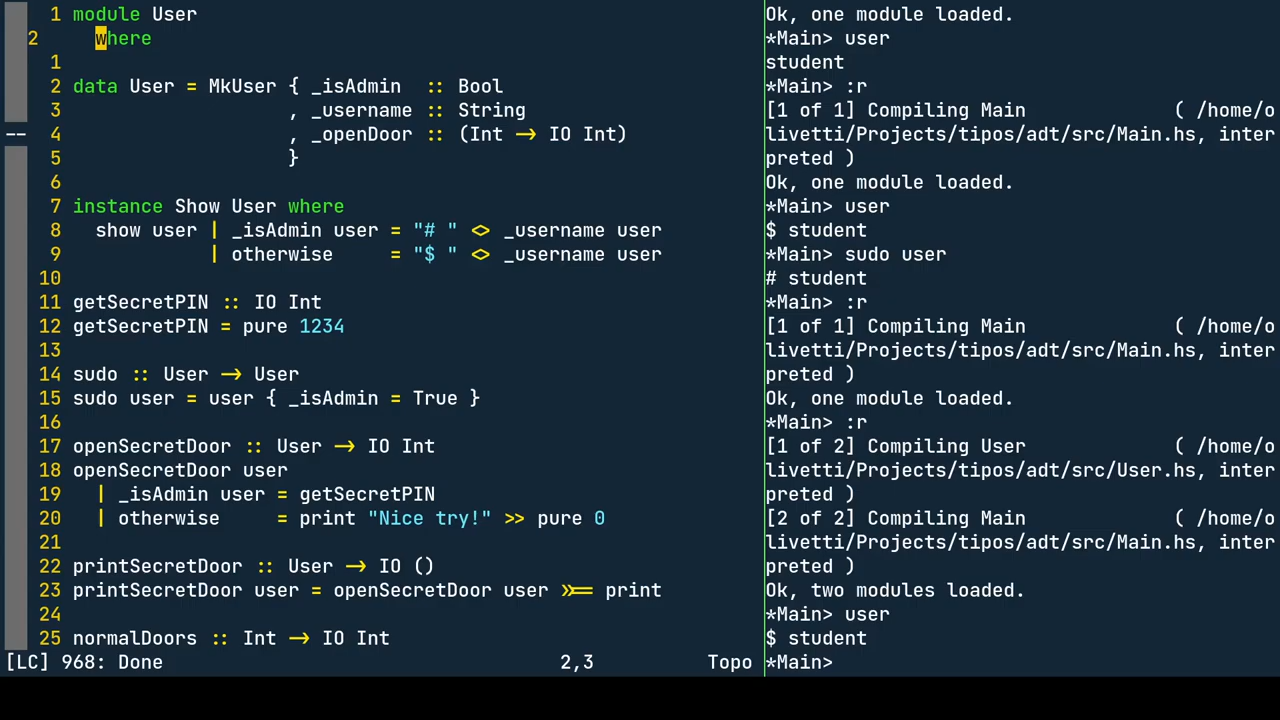 1 module User
2   where
1
2 data User = MkUser { _isAdmin  :: Bool
3                    , _username :: String
-- 4                    , _openDoor :: (Int -> IO Int)
5                    }
6
7 instance Show User where
8   show user | _isAdmin user = "# " <> _username user
9             | otherwise     = "$ " <> _username user
10
11 getSecretPIN :: IO Int
12 getSecretPIN = pure 1234
13
14 sudo :: User -> User
15 sudo user = user { _isAdmin = True }
16
17 openSecretDoor :: User -> IO Int
18 openSecretDoor user
19   | _isAdmin user = getSecretPIN
20   | otherwise     = print "Nice try!" >> pure 0
21
22 printSecretDoor :: User -> IO ()
23 printSecretDoor user = openSecretDoor user >>= print
24
25 normalDoors :: Int -> IO Int
[LC] 968: Done 2,3 Topo
Ok, one module loaded.
*Main> user
student
*Main> :r
[1 of 1] Compiling Main ( /home/o
livetti/Projects/tipos/adt/src/Main.hs, inter
preted )
Ok, one module loaded.
*Main> user
$ student
*Main> sudo user
# student
*Main> :r
[1 of 1] Compiling Main ( /home/o
livetti/Projects/tipos/adt/src/Main.hs, inter
preted )
Ok, one module loaded.
*Main> :r
[1 of 2] Compiling User ( /home/o
livetti/Projects/tipos/adt/src/User.hs, inter
preted )
[2 of 2] Compiling Main ( /home/o
livetti/Projects/tipos/adt/src/Main.hs, inter
preted )
Ok, two modules loaded.
*Main> user
$ student
*Main>